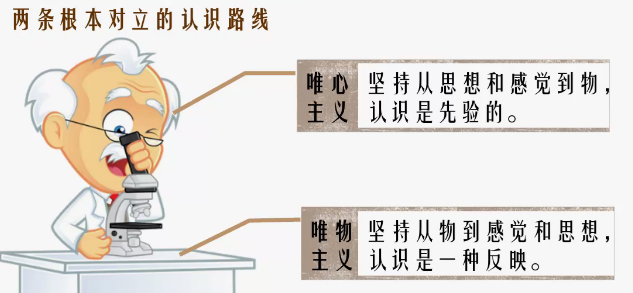 两条根本对立的认识路线
唯心
主义
坚持从思想和感觉到物，
认识是先验的。
唯物
主义
坚持从物到感觉和思想，
认识是一种反映。